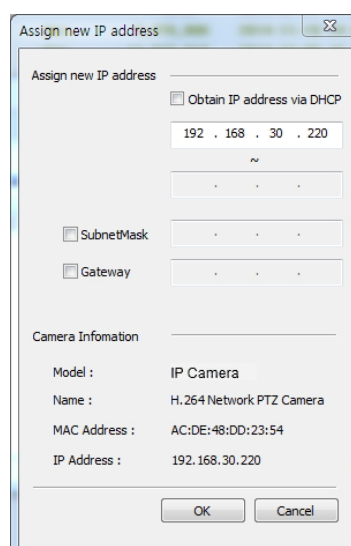 Assign new IP address
Assign new IP address
Obtain IP address via DHCP
192 . 168 . 30 . 220
~
. . .
SubnetMask . . .
Gateway . . .
Camera Infomation
Model : IP Camera
Name : H.264 Network PTZ Camera
MAC Address : AC:DE:48:DD:23:54
IP Address : 192.168.30.220
OK Cancel